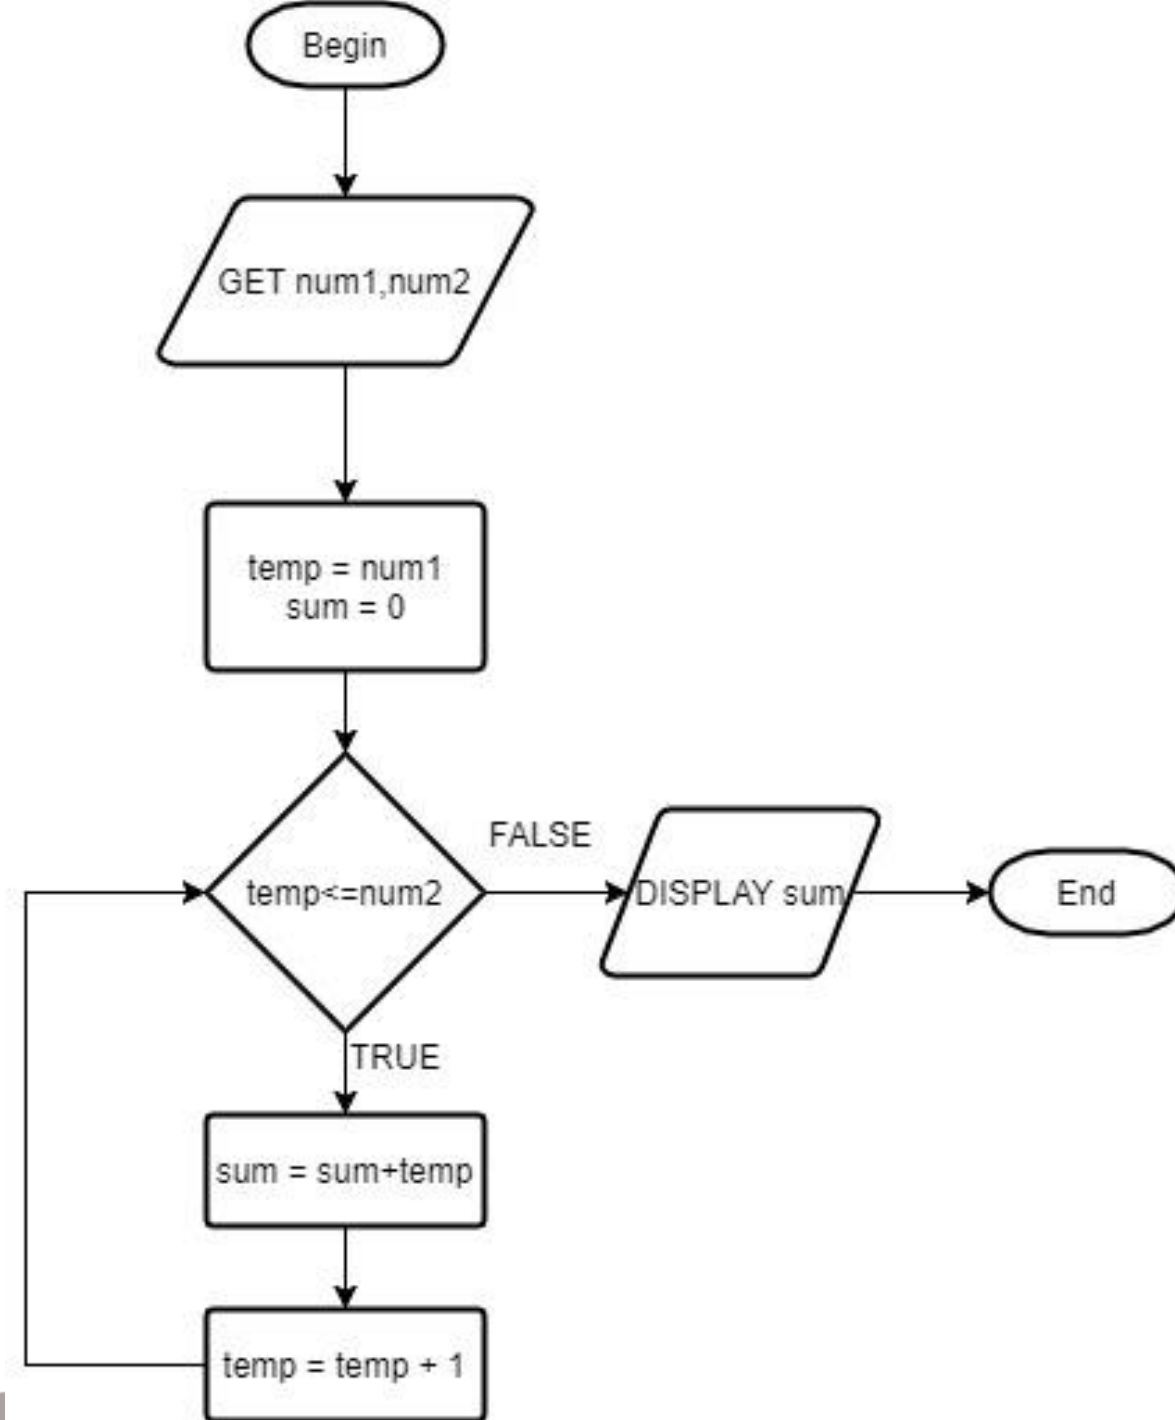 Begin
GET num1,num2
temp = num1
sum = 0
temp<=num2
FALSE
DISPLAY sum
End
TRUE
sum = sum+temp
temp = temp + 1